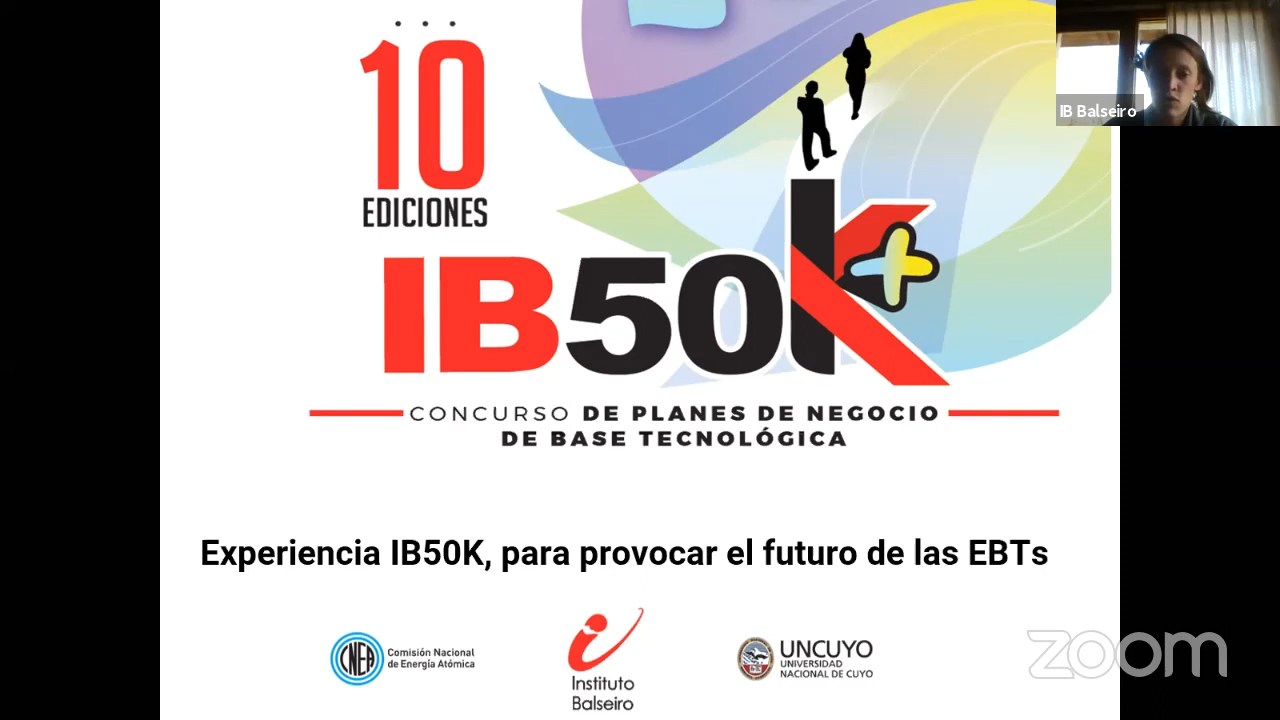 10
EDICIONES
IB Balseiro
IB50K+
CONCURSO DE PLANES DE NEGOCIO
DE BASE TECNOLÓGICA
Experiencia IB50K, para provocar el futuro de las EBTs
CNEA
Comisión Nacional
de Energía Atómica
Instituto
Balseiro
UNCUYO
UNIVERSIDAD
NACIONAL DE CUYO
zoom